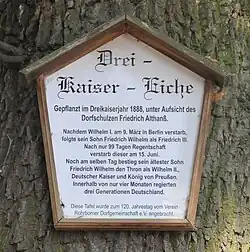 Drei -
Kaiser - Eiche
Gepflanzt im Dreikaiserjahr 1888, unter Aufsicht des
Dorfschulzen Friedrich Althanß.
Nachdem Wilhelm I. am 9. März in Berlin verstarb,
folgte sein Sohn Friedrich Wilhelm als Friedrich III.
Nach nur 99 Tagen Regentschaft
verstarb dieser am 15. Juni.
Noch am selben Tag bestieg sein ältester Sohn
Friedrich Wilhelm den Thron als Wilhelm II.,
Deutscher Kaiser und König von Preußen.
Innerhalb von nur vier Monaten regierten
drei Generationen Deutschland.
Diese Tafel wurde zum 120. Jahrestag vom Verein
Rohrborner Dorfgemeinschaft e.V. angebracht.